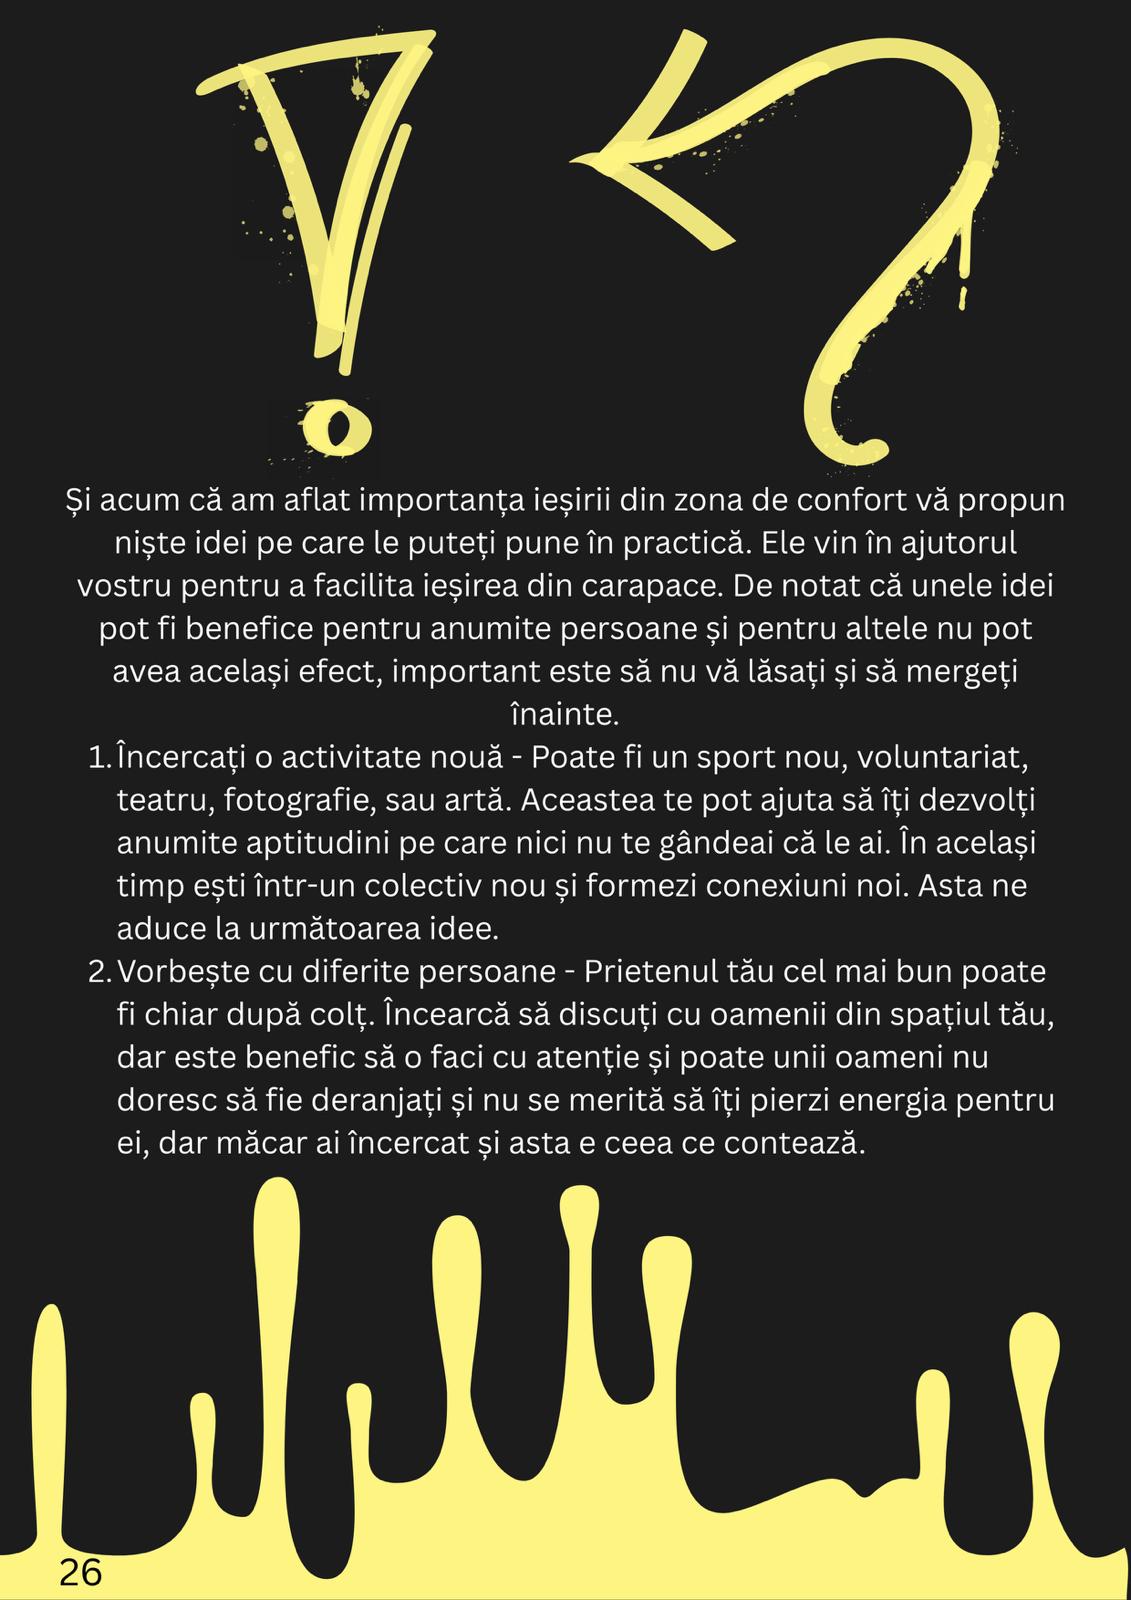 Și acum că am aflat importanța ieșirii din zona de confort vă propun
niște idei pe care le puteți pune în practică. Ele vin în ajutorul
vostru pentru a facilita ieșirea din carapace. De notat că unele idei
pot fi benefice pentru anumite persoane și pentru altele nu pot
avea același efect, important este să nu vă lăsați și să mergeți
înainte.
1. Încercați o activitate nouă - Poate fi un sport nou, voluntariat,
teatru, fotografie, sau artă. Aceastea te pot ajuta să îți dezvolți
anumite aptitudini pe care nici nu te gândeai că le ai. În același
timp ești într-un colectiv nou și formezi conexiuni noi. Asta ne
aduce la următoarea idee.
2. Vorbește cu diferite persoane - Prietenul tău cel mai bun poate
fi chiar după colț. Încearcă să discuți cu oamenii din spațiul tău,
dar este benefic să o faci cu atenție și poate unii oameni nu
doresc să fie deranjați și nu se merită să îți pierzi energia pentru
ei, dar măcar ai încercat și asta e ceea ce contează.
26